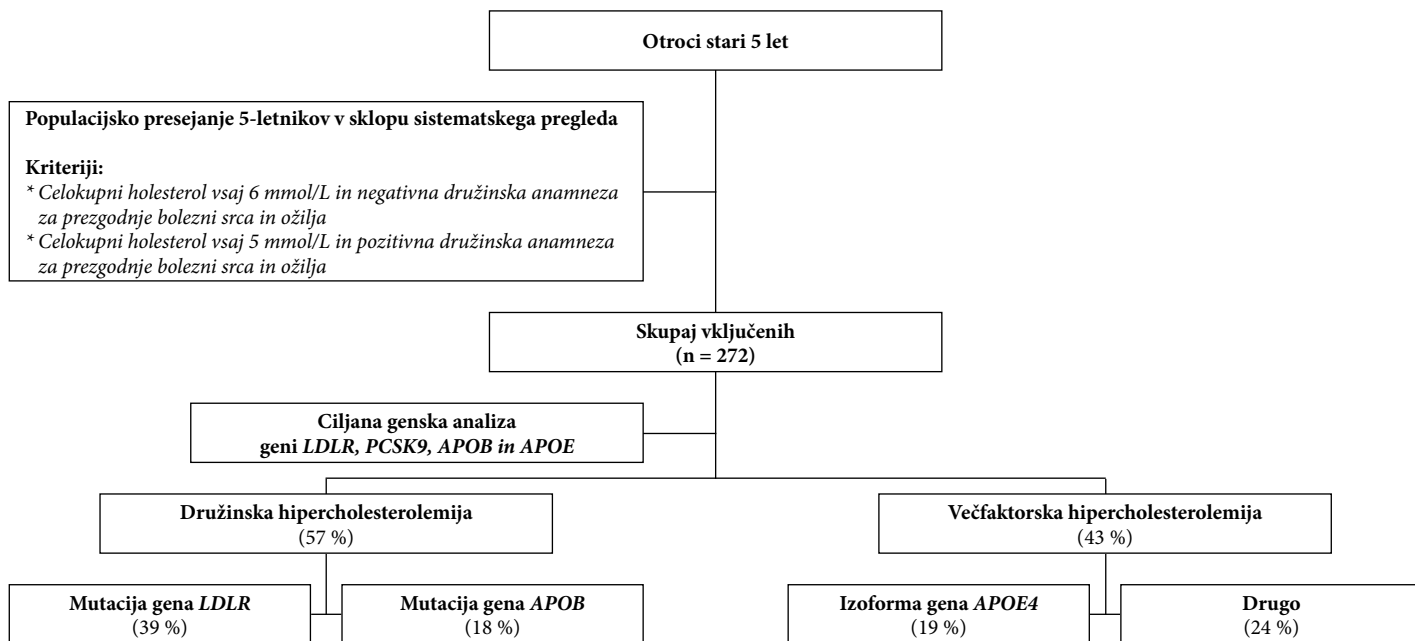 Otroci stari 5 let
Populacijsko presejanje 5-letnikov v sklopu sistematskega pregleda
Kriteriji:
* Celokupni holesterol vsaj 6 mmol/L in negativna družinska anamneza
za prezgodnje bolezni srca in ožilja
* Celokupni holesterol vsaj 5 mmol/L in pozitivna družinska anamneza
za prezgodnje bolezni srca in ožilja
Skupaj vključenih
(n = 272)
Ciljana genska analiza
geni LDLR, PCSK9, APOB in APOE
Družinska hipercholesterolemija
(57 %)
Večfaktorska hipercholesterolemija
(43 %)
Mutacija gena LDLR
(39 %)
Mutacija gena APOB
(18 %)
Izoforma gena APOE4
(19 %)
Drugo
(24 %)